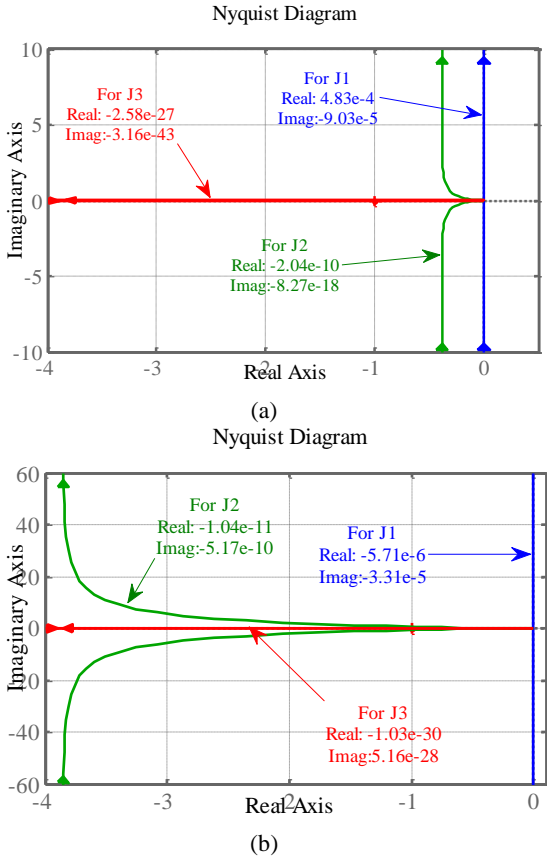 Nyquist Diagram
10
5
0
-5
-10
Imaginary Axis
For J3
Real: -2.58e-27
Imag:-3.16e-43
For J1
Real: 4.83e-4
Imag:-9.03e-5
For J2
Real: -2.04e-10
Imag:-8.27e-18
-4 -3 -2 -1 0
Real Axis
(a)
Nyquist Diagram
60
40
20
0
-20
-40
-60
Imaginary Axis
For J2
Real: -1.04e-11
Imag:-5.17e-10
For J1
Real: -5.71e-6
Imag:-3.31e-5
For J3
Real: -1.03e-30
Imag:5.16e-28
-4 -3 -2 -1 0
Real Axis
(b)